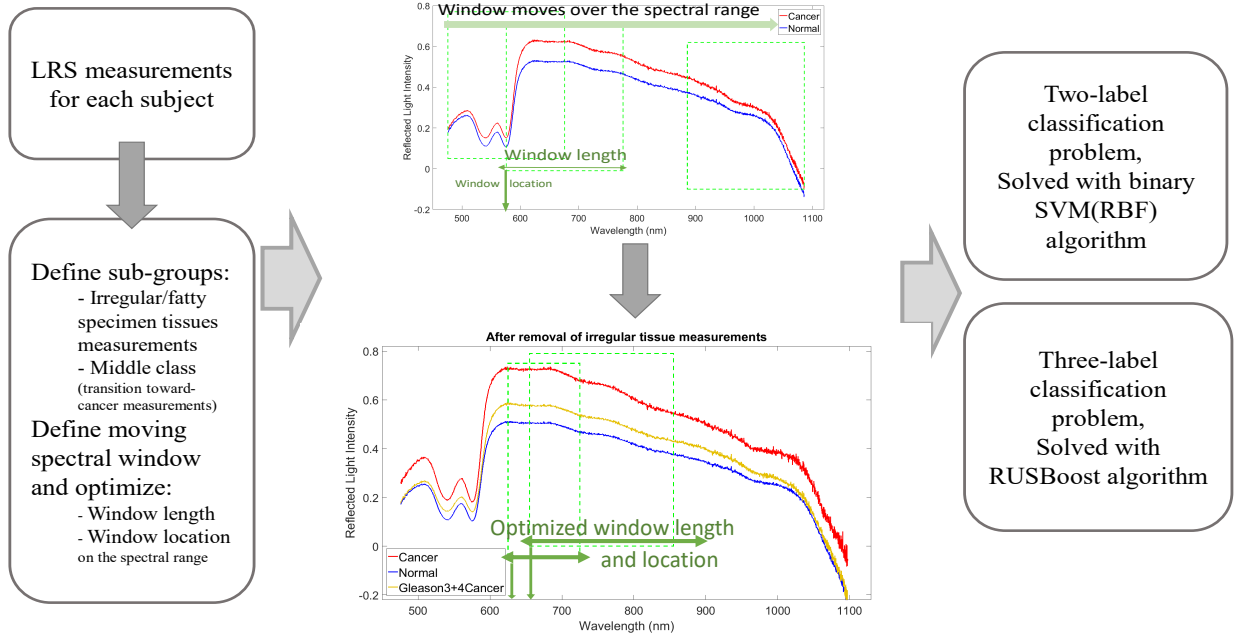 LRS measurements
for each subject
Define sub-groups:
- Irregular/fatty
specimen tissues
measurements
- Middle class
(transition toward-
cancer measurements)
Define moving
spectral window
and optimize:
- Window length
- Window location
on the spectral range
Window moves over the spectral range
Cancer
Normal
0.8
0.6
0.4
0.2
0
-0.2
Reflected Light Intensity
Window length
Window location
500 600 700 800 900 1000 1100
Wavelength (nm)
After removal of irregular tissue measurements
0.8
0.6
0.4
0.2
0
-0.2
Reflected Light Intensity
Optimized window length
and location
Cancer
Normal
Gleason3+4Cancer
500 600 700 800 900 1000 1100
Wavelength (nm)
Two-label
classification
problem,
Solved with binary
SVM(RBF)
algorithm
Three-label
classification
problem,
Solved with
RUSBoost algorithm